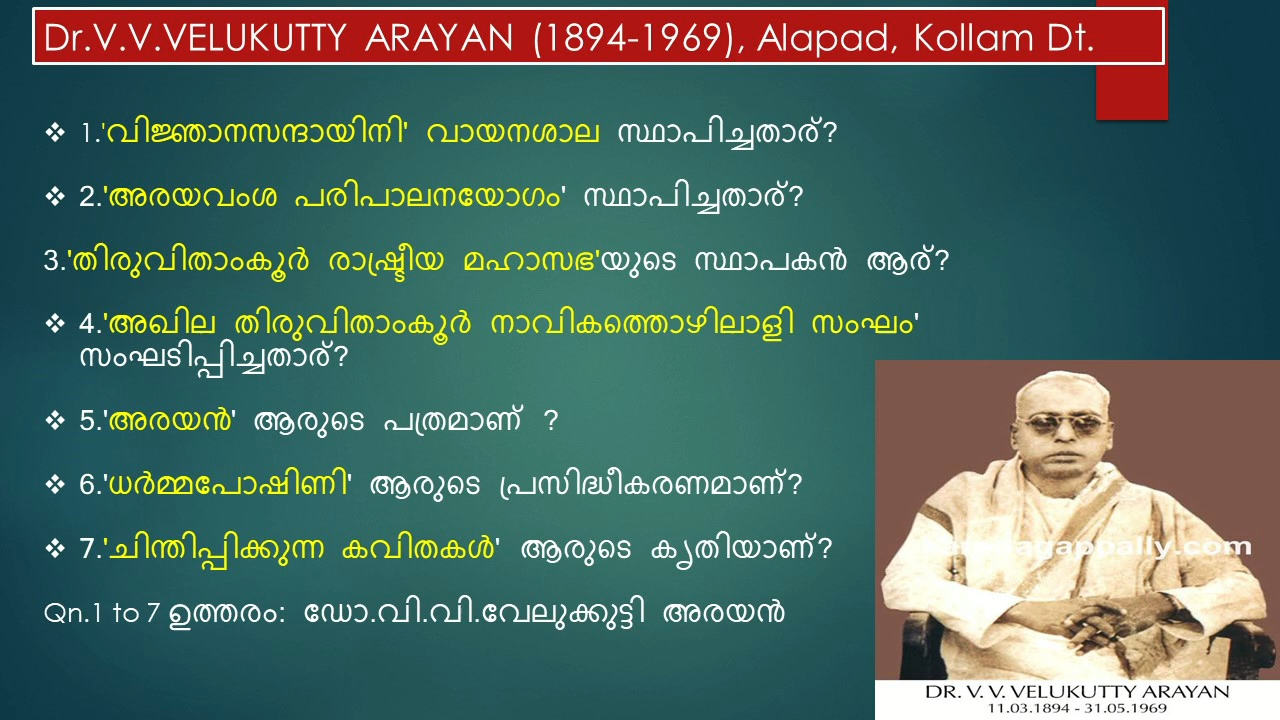 Dr.V.V.VELUKUTTY ARAYAN (1894-1969), Alapad, Kollam Dt.
❖ 1.'വിജ്ഞാനസന്ദായിനി' വായനശാല സ്ഥാപിച്ചതാര്?
❖ 2.'അരയവംശ പരിപാലനയോഗം' സ്ഥാപിച്ചതാര്?
3.'തിരുവിതാംകൂർ രാഷ്ട്രീയ മഹാസഭ'യുടെ സ്ഥാപകൻ ആര്?
❖ 4.'അഖില തിരുവിതാംകൂർ നാവികത്തൊഴിലാളി സംഘം'
സംഘടിപ്പിച്ചതാര്?
❖ 5.'അരയൻ' ആരുടെ പത്രമാണ് ?
❖ 6.'ധർമ്മപോഷിണി' ആരുടെ പ്രസിദ്ധീകരണമാണ്?
❖ 7.'ചിന്തിപ്പിക്കുന്ന കവിതകൾ' ആരുടെ കൃതിയാണ്?
Qn.1 to 7 ഉത്തരം: ഡോ.വി.വി.വേലുക്കുട്ടി അരയൻ
DR. V. V. VELUKUTTY ARAYAN
11.03.1894 - 31.05.1969